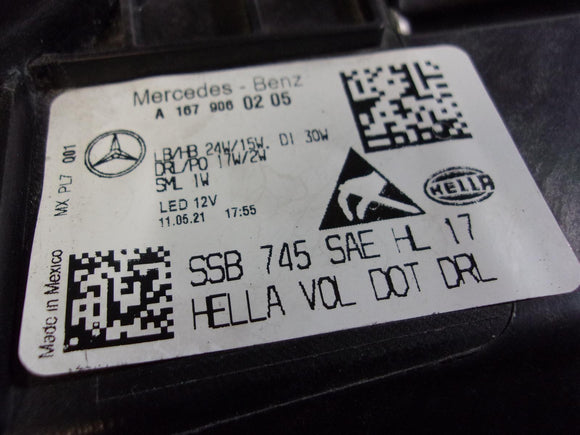 Mercedes - Benz
A 167 906 0205
LB/HB 24W/15W. DI 30W
DRL/PO 17W/2W
SML 1W
LED 12V
11.05.21 17:55
HELLA
SSB 745 SAE HL 17
HELLA VOL DOT DRL
MX PL7 001
Made in Mexico